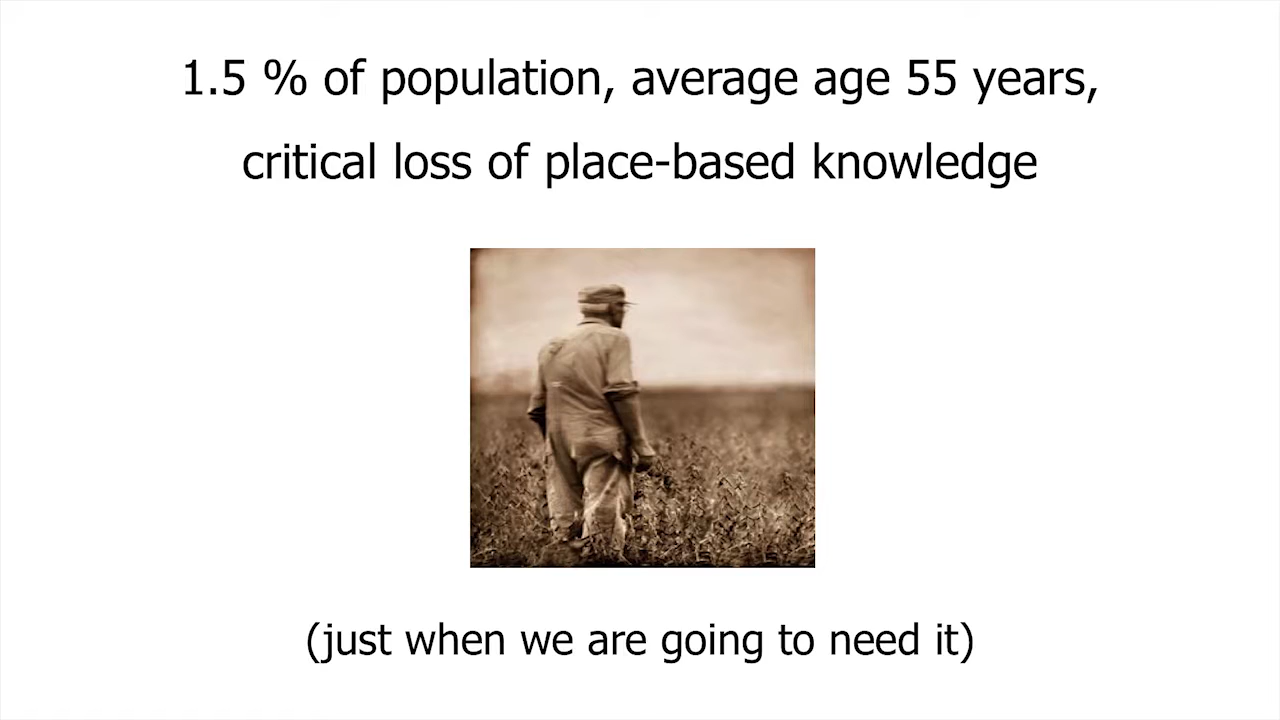 1.5 % of population, average age 55 years,
critical loss of place-based knowledge
(just when we are going to need it)